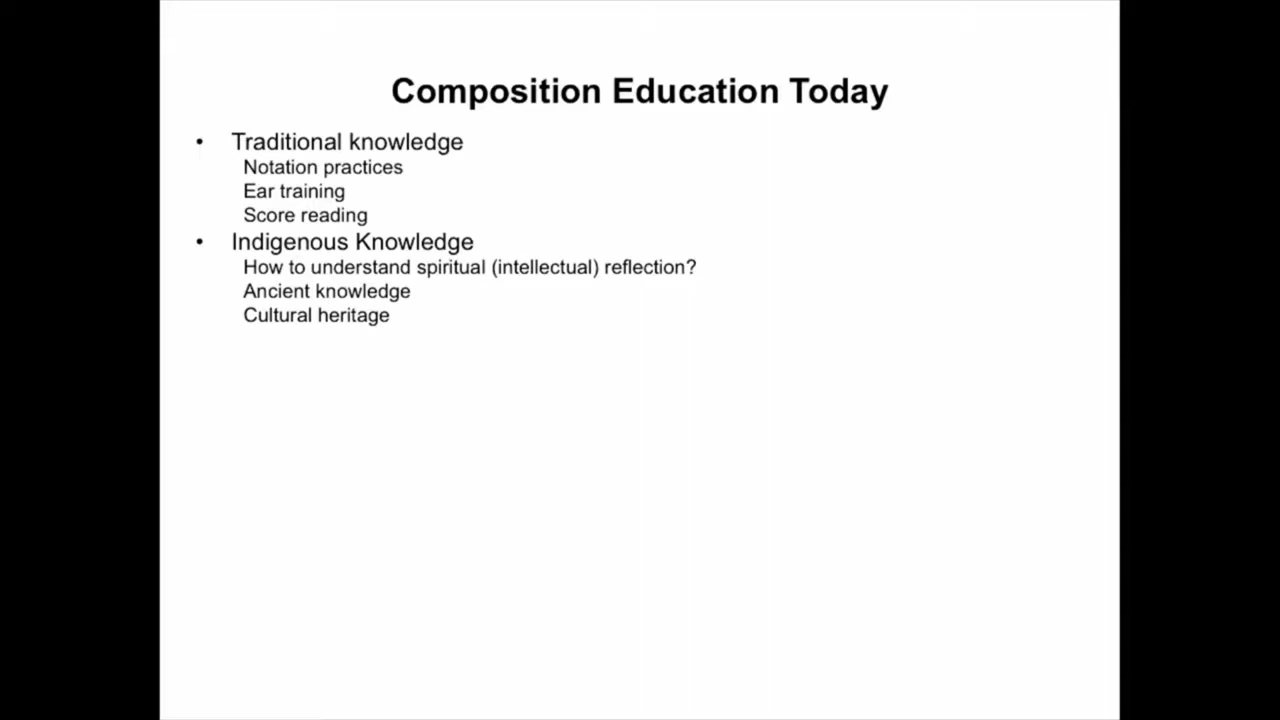 Composition Education Today
• Traditional knowledge
Notation practices
Ear training
Score reading
• Indigenous Knowledge
How to understand spiritual (intellectual) reflection?
Ancient knowledge
Cultural heritage